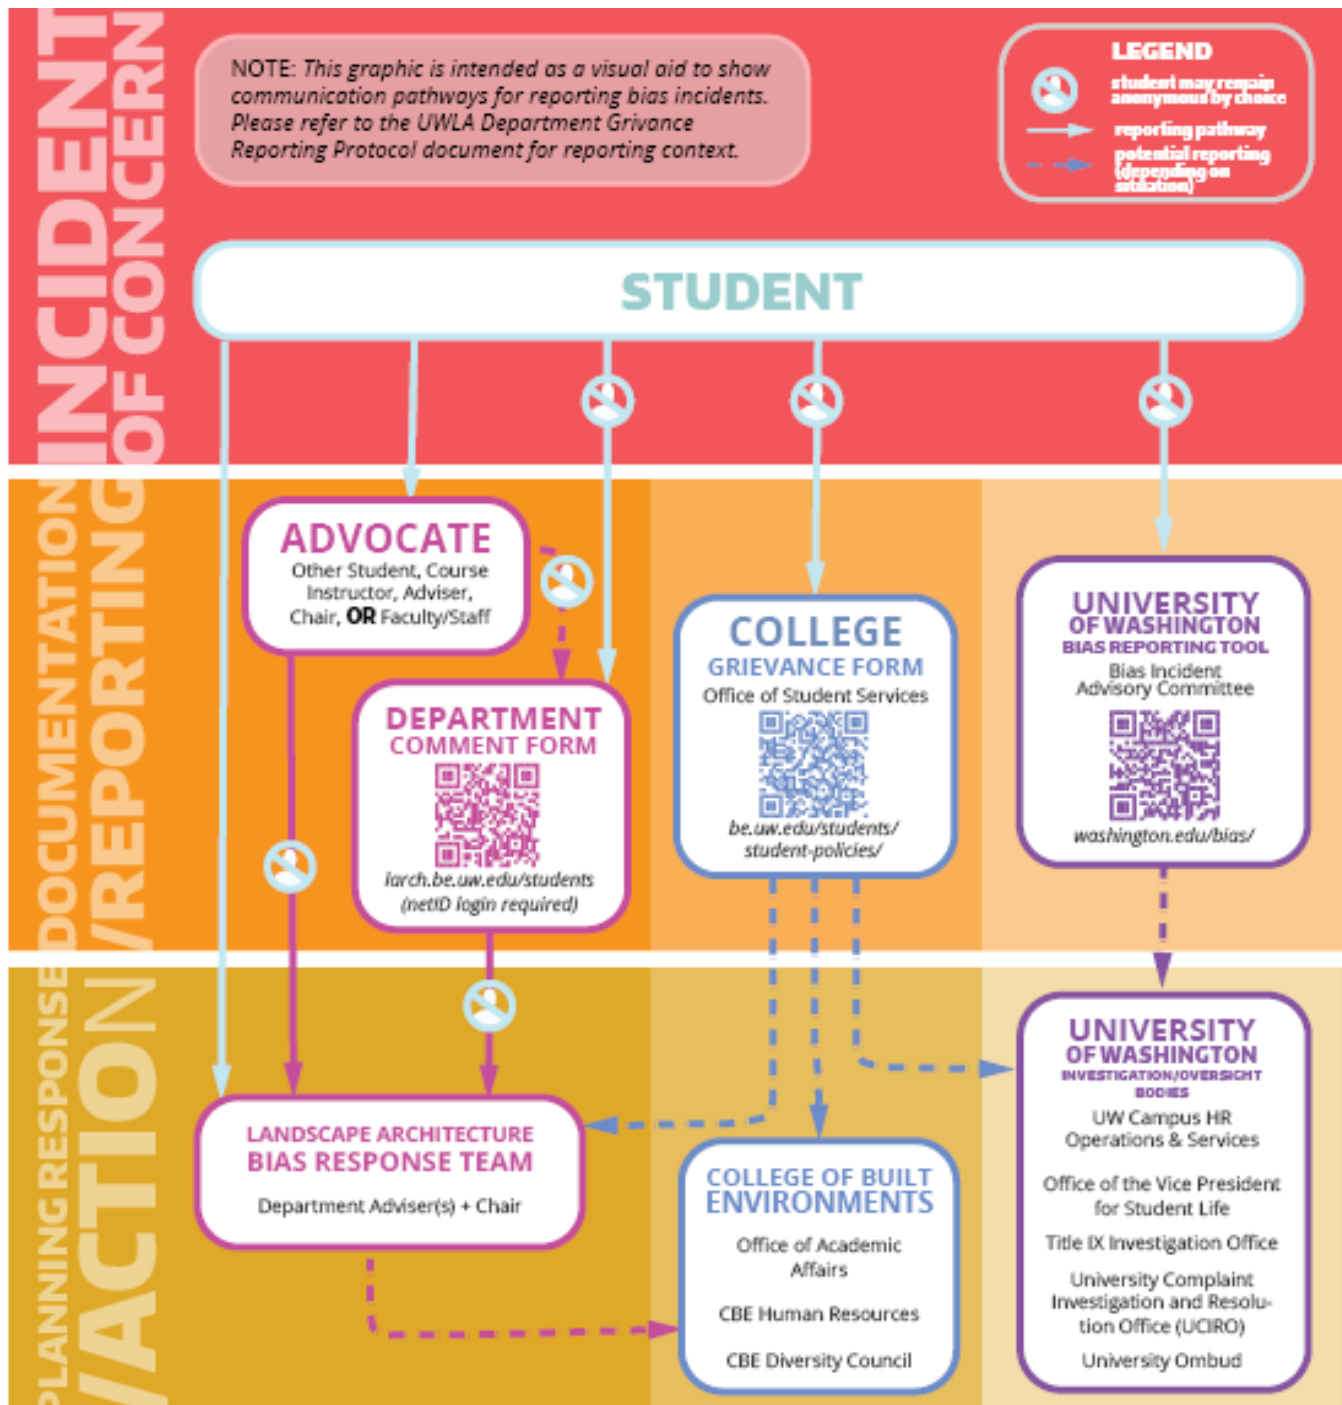 INCIDENT
OF CONCERN
NOTE: This graphic is intended as a visual aid to show
communication pathways for reporting bias incidents.
Please refer to the UWLA Department Grivance
Reporting Protocol document for reporting context.
LEGEND
student may remain
anonymous by choice
reporting pathway
potential reporting
(depending on
situation)
STUDENT
DOCUMENTATION
/REPORTING
ADVOCATE
Other Student, Course
Instructor, Adviser,
Chair, OR Faculty/Staff
DEPARTMENT
COMMENT FORM
larch.be.uw.edu/students
(netID login required)
COLLEGE
GRIEVANCE FORM
Office of Student Services
be.uw.edu/students/
student-policies/
UNIVERSITY
OF WASHINGTON
BIAS REPORTING TOOL
Bias Incident
Advisory Committee
washington.edu/bias/
PLANNING RESPONSE
/ACTION
LANDSCAPE ARCHITECTURE
BIAS RESPONSE TEAM
Department Adviser(s) + Chair
COLLEGE OF BUILT
ENVIRONMENTS
Office of Academic
Affairs
CBE Human Resources
CBE Diversity Council
UNIVERSITY
OF WASHINGTON
INVESTIGATION/OVERSIGHT
BODIES
UW Campus HR
Operations & Services
Office of the Vice President
for Student Life
Title IX Investigation Office
University Complaint
Investigation and Resolu-
tion Office (UCIRO)
University Ombud